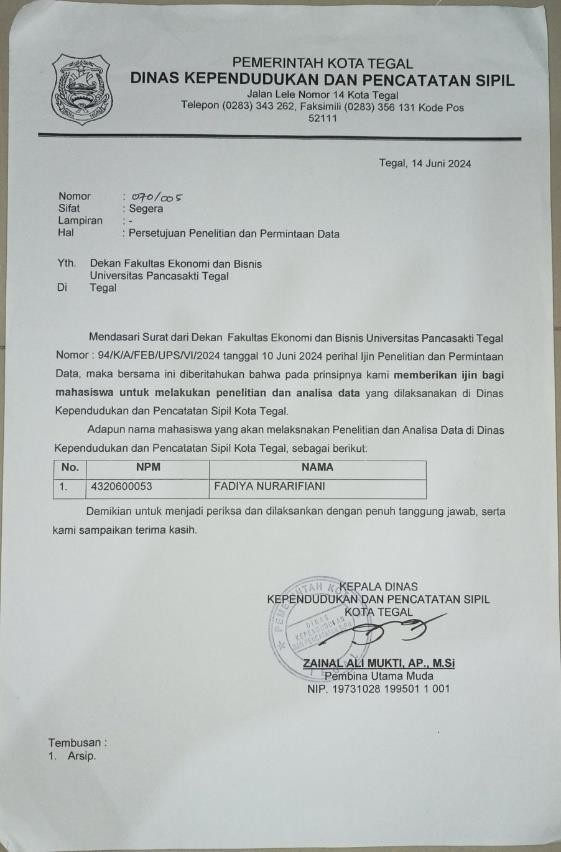 PEMERINTAH KOTA TEGAL
DINAS KEPENDUDUKAN DAN PENCATATAN SIPIL
Jalan Lele Nomor 14 Kota Tegal
Telepon (0283) 343 262, Faksimili (0283) 356 131 Kode Pos
52111
Tegal, 14 Juni 2024
Nomor : 070/005
Sifat : Segera
Lampiran : -
Hal : Persetujuan Penelitian dan Permintaan Data
Yth. Dekan Fakultas Ekonomi dan Bisnis
Universitas Pancasakti Tegal
Di Tegal
Mendasari Surat dari Dekan Fakultas Ekonomi dan Bisnis Universitas Pancasakti Tegal
Nomor : 94/K/A/FEB/UPS/VI/2024 tanggal 10 Juni 2024 perihal Ijin Penelitian dan Permintaan
Data, maka bersama ini diberitahukan bahwa pada prinsipnya kami memberikan ijin bagi
mahasiswa untuk melakukan penelitian dan analisa data yang dilaksanakan di Dinas
Kependudukan dan Pencatatan Sipil Kota Tegal.
Adapun nama mahasiswa yang akan melaksnakan Penelitian dan Analisa Data di Dinas
Kependudukan dan Pencatatan Sipil Kota Tegal, sebagai berikut:
No. NPM NAMA
1. 4320600053 FADIYA NURARIFIANI
Demikian untuk menjadi periksa dan dilaksankan dengan penuh tanggung jawab, serta
kami sampaikan terima kasih.
KEPALA DINAS
KEPENDUDUKAN DAN PENCATATAN SIPIL
KOTA TEGAL
PEMERINTAH KOTA
DINAS
KEPENDUDUKAN
DAN PENCATATAN SIPIL
TEGAL
ZAINAL ALI MUKTI, AP., M.Si
Pembina Utama Muda
NIP. 19731028 199501 1 001
Tembusan :
1. Arsip.